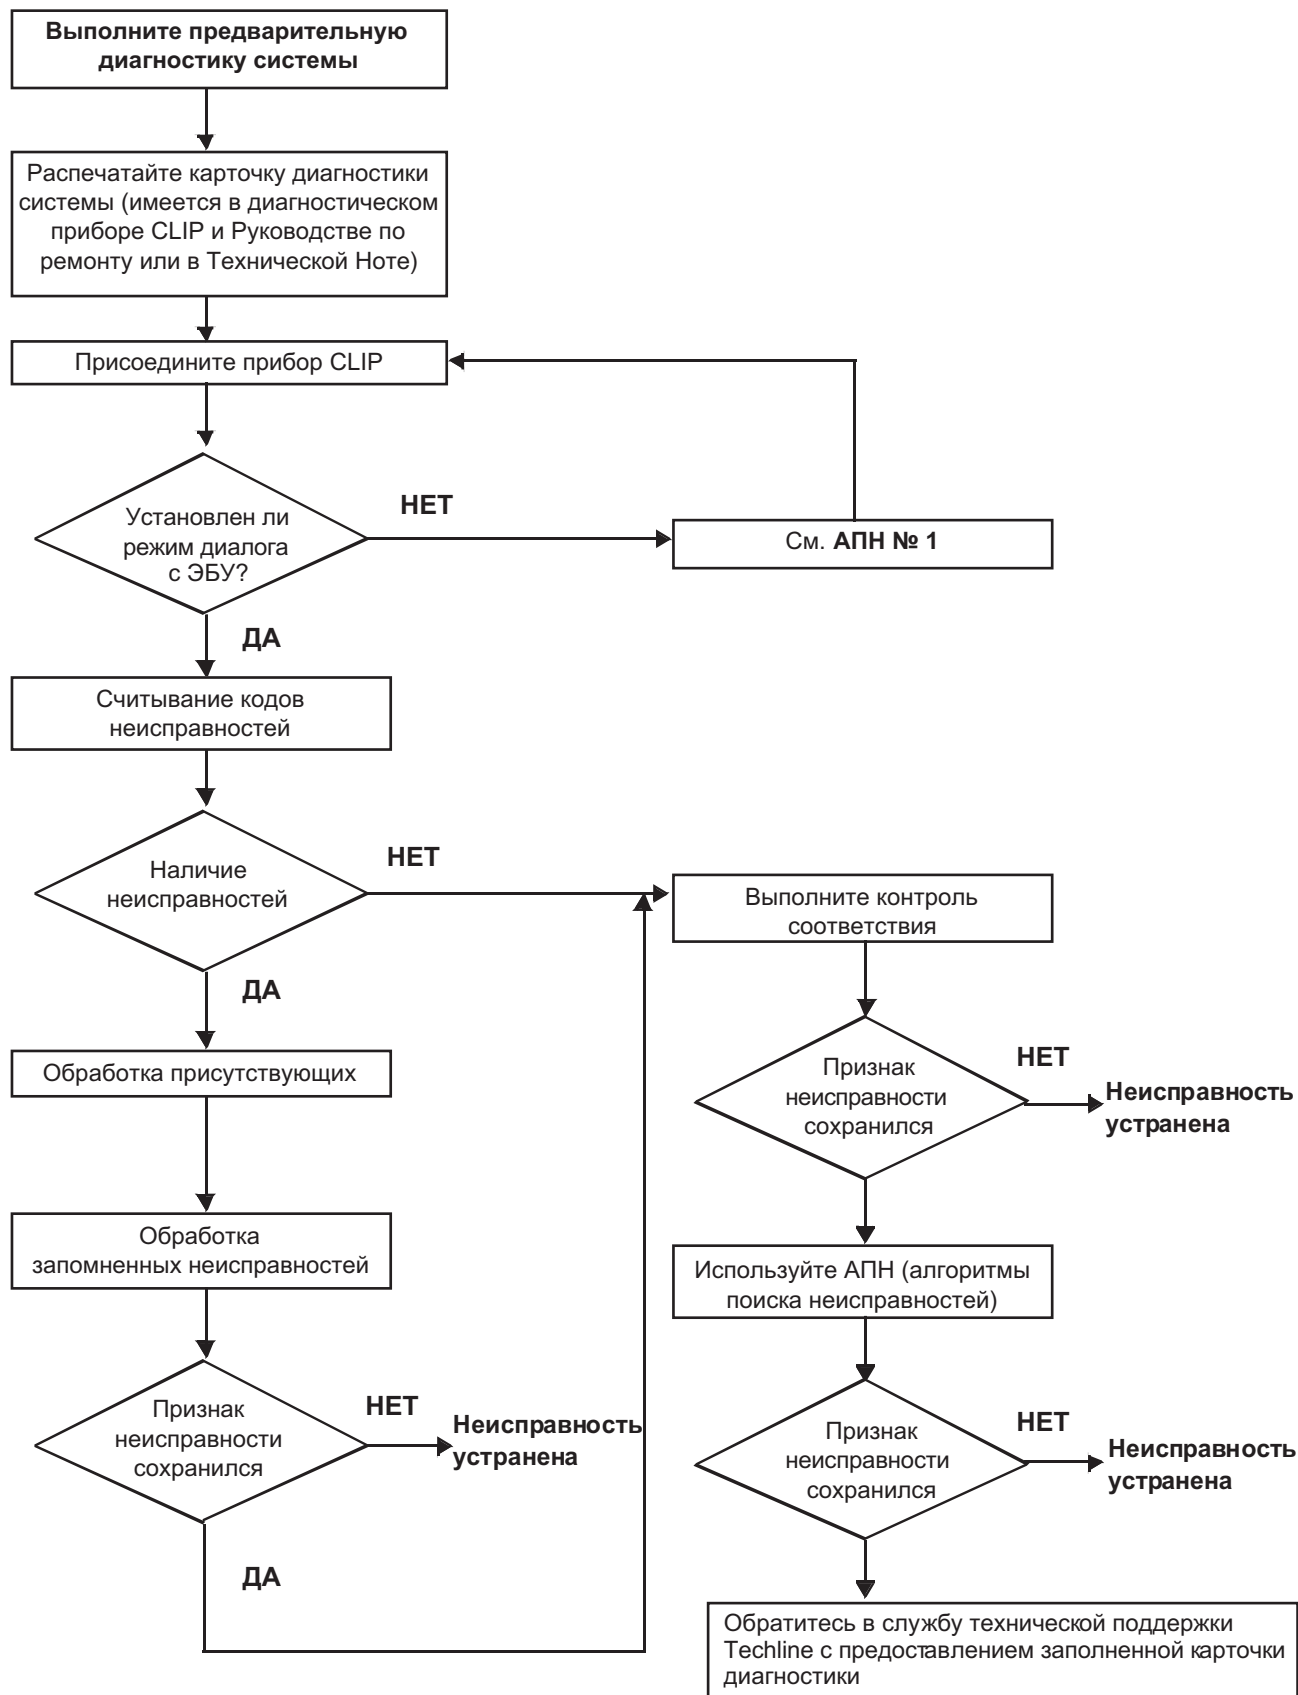 Выполните предварительную
диагностику системы
Распечатайте карточку диагностики
системы (имеется в диагностическом
приборе CLIP и Руководстве по
ремонту или в Технической Ноте)
Присоедините прибор CLIP
Установлен ли
режим диалога
с ЭБУ?
НЕТ
См. АПН № 1
ДА
Считывание кодов
неисправностей
Наличие
неисправностей
НЕТ
Выполните контроль
соответствия
ДА
Обработка присутствующих
Признак
неисправности
сохранился
НЕТ
Неисправность
устранена
Обработка
запомненных неисправностей
Используйте АПН (алгоритмы
поиска неисправностей)
Признак
неисправности
сохранился
НЕТ
Неисправность
устранена
Признак
неисправности
сохранился
НЕТ
Неисправность
устранена
ДА
Обратитесь в службу технической поддержки
Techline с предоставлением заполненной карточки
диагностики